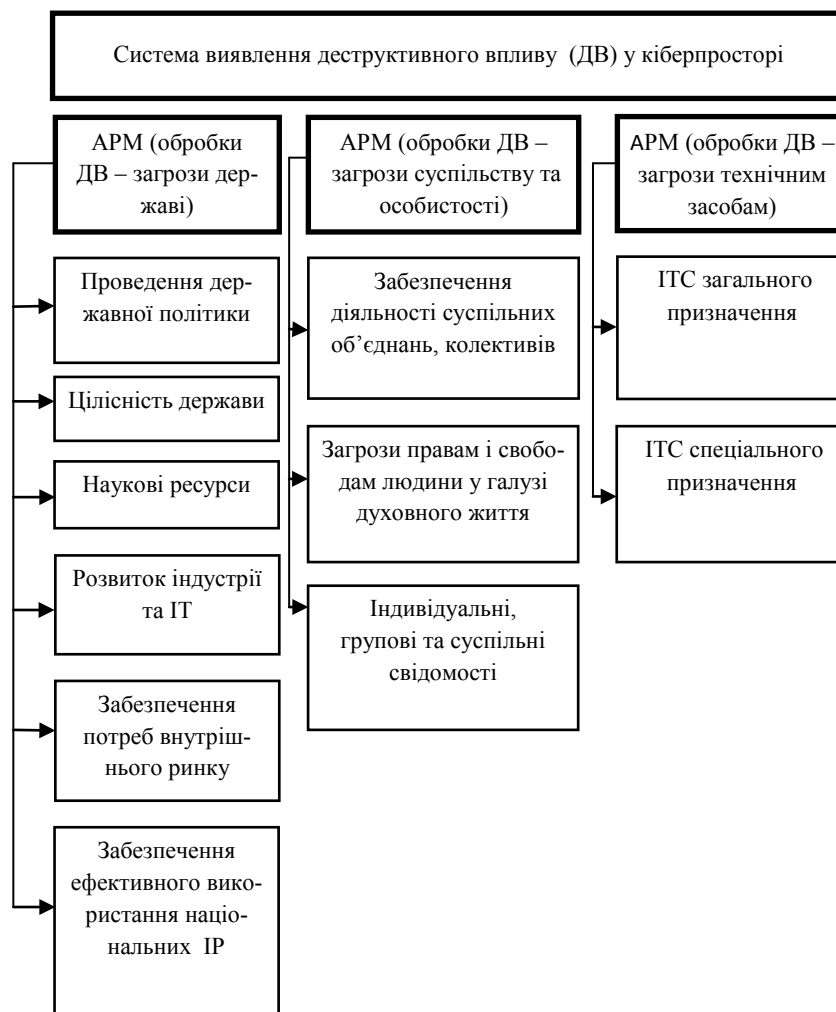 Система виявлення деструктивного впливу (ДВ) у кіберпросторі
АРМ (обробки
ДВ – загрози дер-
жаві)
АРМ (обробки ДВ –
загрози суспільству та
особистості)
АРМ (обробки ДВ –
загрози технічним
засобам)
Проведення дер-
жавної політики
Цілісність держави
Наукові ресурси
Розвиток індустрії
та ІТ
Забезпечення
потреб внутріш-
нього ринку
Забезпечення
ефективного вико-
ристання націо-
нальних ІР
Забезпечення
діяльності суспільних
об’єднань, колективів
Загрози правам і свобо-
дам людини у галузі
духовного життя
Індивідуальні,
групові та суспільні
свідомості
ІТС загального
призначення
ІТС спеціального
призначення